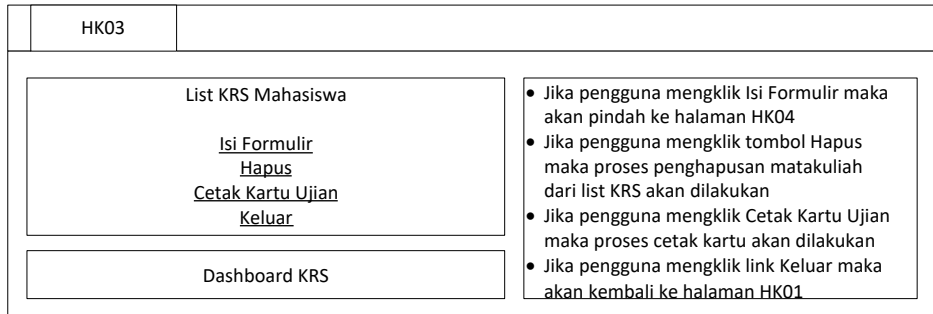 HK03
List KRS Mahasiswa
Isi Formulir
Hapus
Cetak Kartu Ujian
Keluar
Dashboard KRS
• Jika pengguna mengklik Isi Formulir maka
akan pindah ke halaman HK04
• Jika pengguna mengklik tombol Hapus
maka proses penghapusan matakuliah
dari list KRS akan dilakukan
• Jika pengguna mengklik Cetak Kartu Ujian
maka proses cetak kartu akan dilakukan
• Jika pengguna mengklik link Keluar maka
akan kembali ke halaman HK01